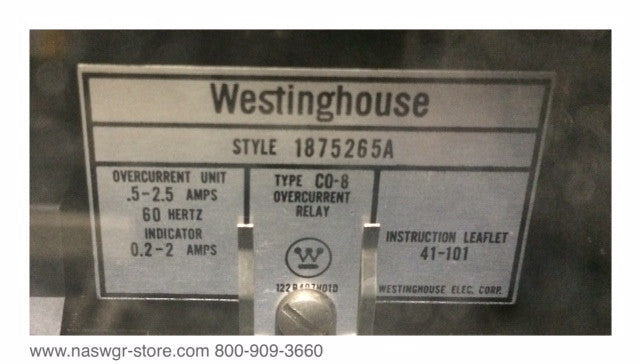 Westinghouse
STYLE 1875265A
OVERCURRENT UNIT
.5-2.5 AMPS
60 HERTZ
INDICATOR
0.2-2 AMPS
TYPE CO-8
OVERCURRENT
RELAY
W
INSTRUCTION LEAFLET
41-101
WESTINGHOUSE ELEC. CORP.
www.naswgr-store.com 800-909-3660